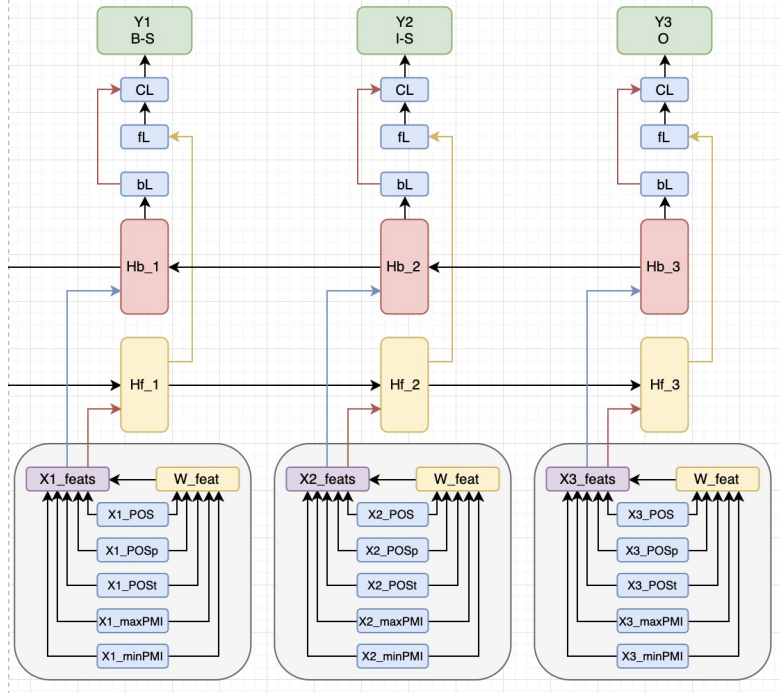 Y1
B-S
Y2
I-S
Y3
O
CL
CL
CL
fL
fL
fL
bL
bL
bL
Hb_1
Hb_2
Hb_3
Hf_1
Hf_2
Hf_3
X1_feats
W_feat
X2_feats
W_feat
X3_feats
W_feat
X1_POS
X2_POS
X3_POS
X1_POSp
X2_POSp
X3_POSp
X1_POSt
X2_POSt
X3_POSt
X1_maxPMI
X2_maxPMI
X3_maxPMI
X1_minPMI
X2_minPMI
X3_minPMI